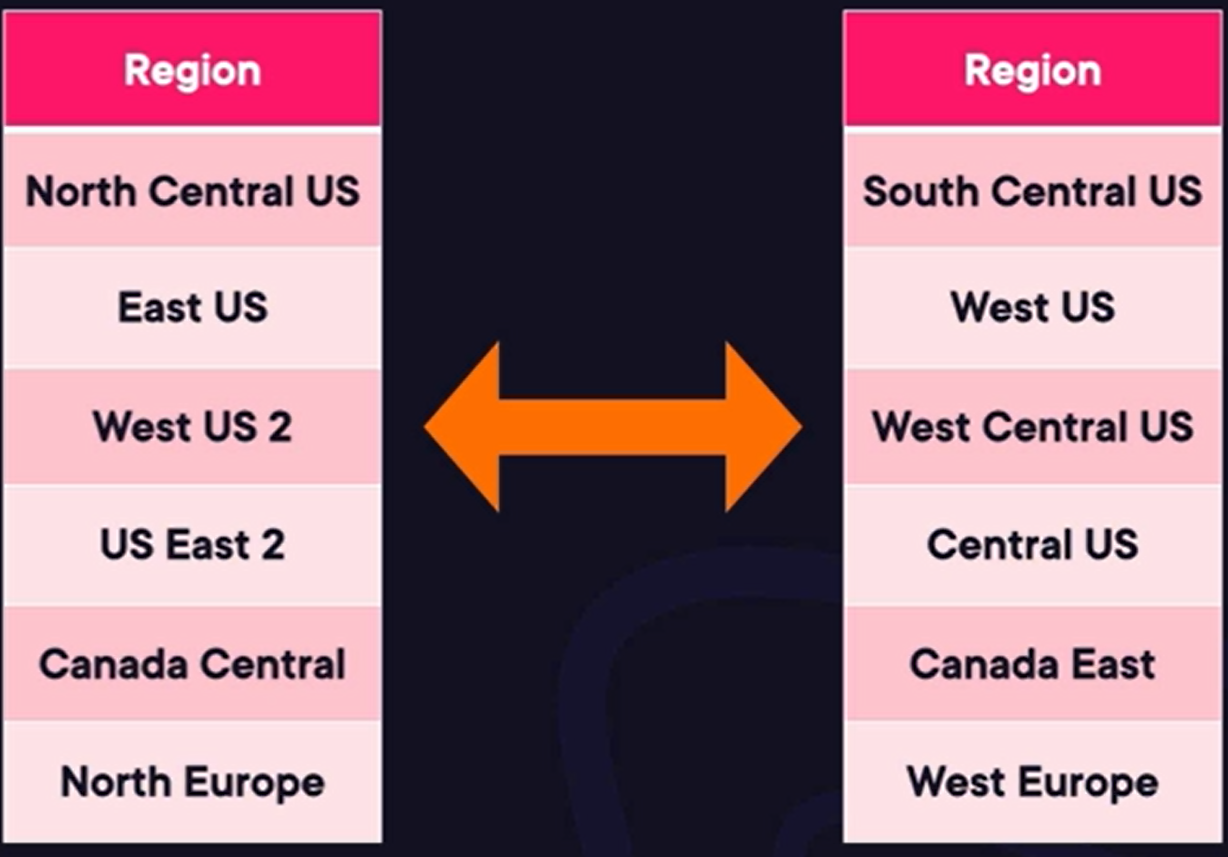 Region Region
North Central US South Central US
East US West US
West US 2 West Central US
US East 2 Central US
Canada Central Canada East
North Europe West Europe